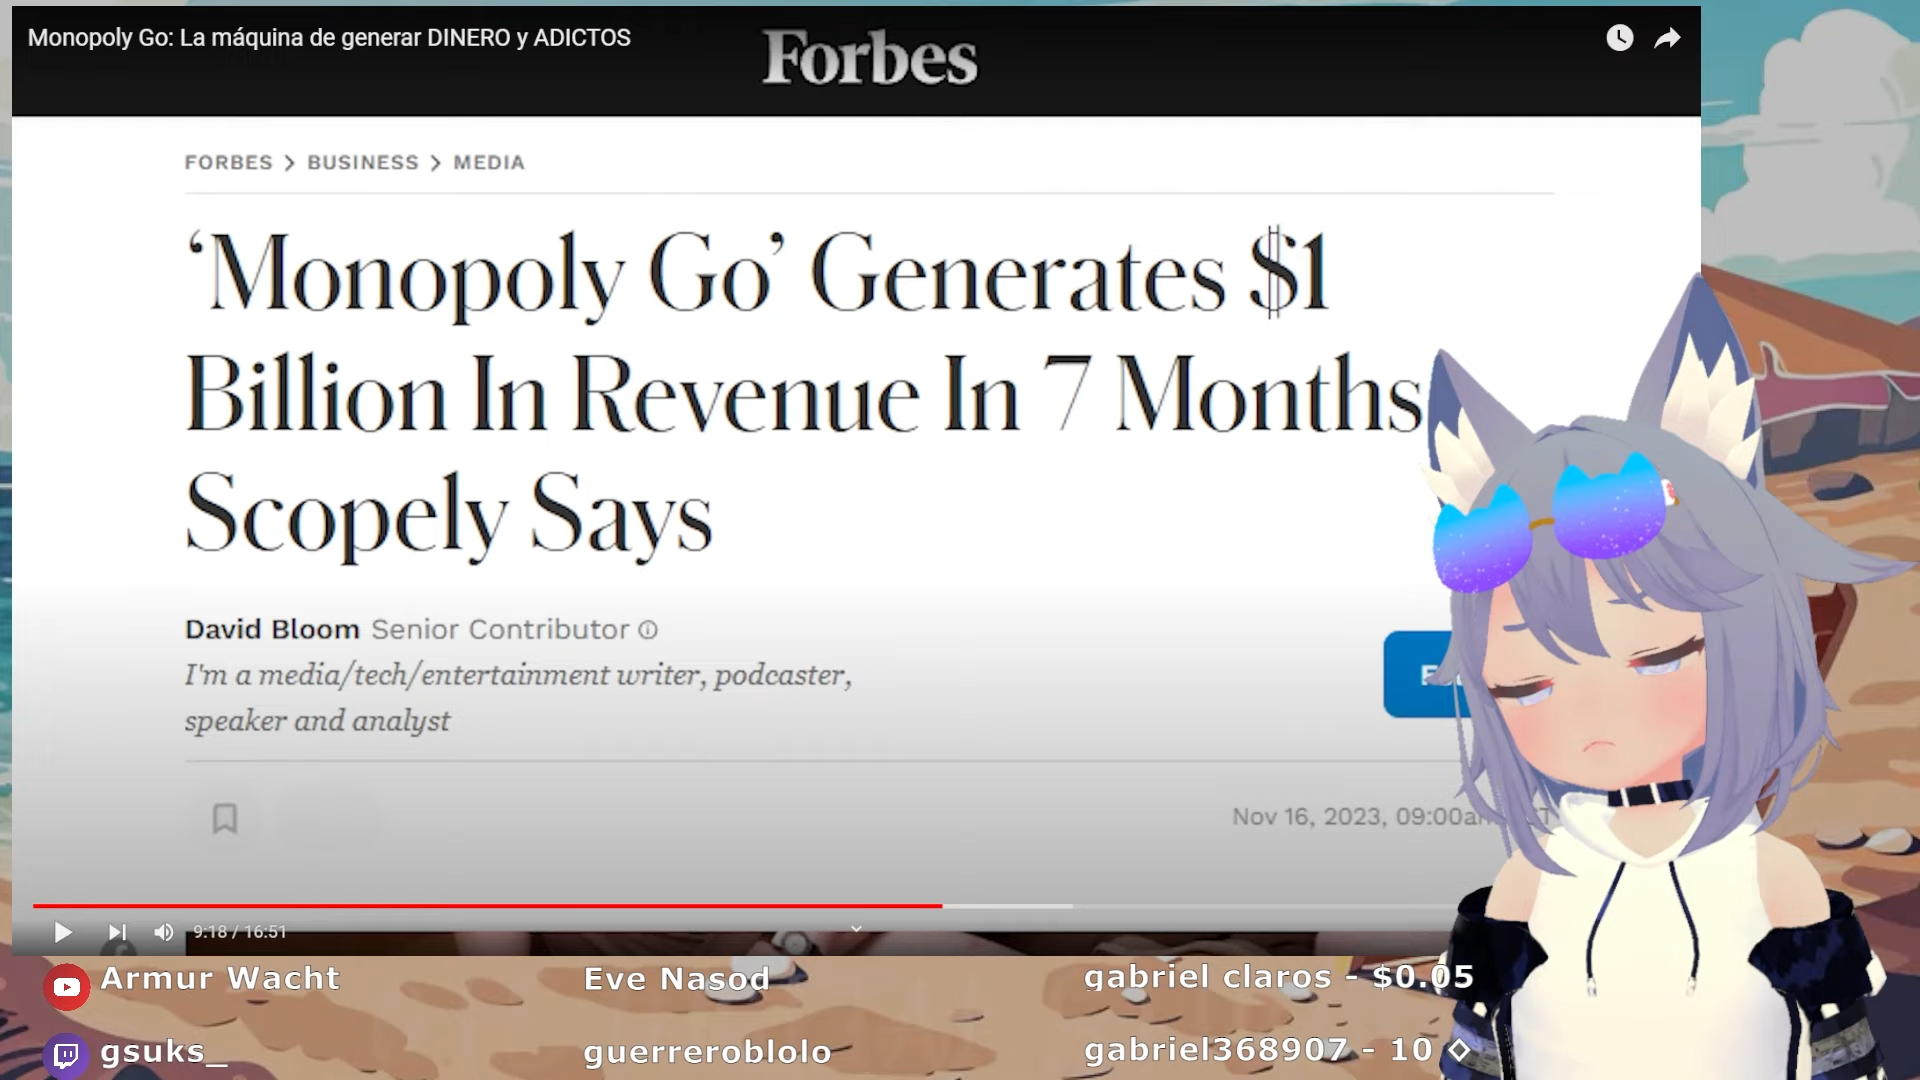 Monopoly Go: La máquina de generar DINERO y ADICTOS
Forbes
FORBES > BUSINESS > MEDIA
‘Monopoly Go’ Generates $1
Billion In Revenue In 7 Months
Scopely Says
David Bloom Senior Contributor
I'm a media/tech/entertainment writer, podcaster,
speaker and analyst
Nov 16, 2023,
9:18 / 16:51
Armur Wacht
Eve Nasod
gabriel claros - $0.05
gsuks_
guerreroblolo
gabriel368907 - 10